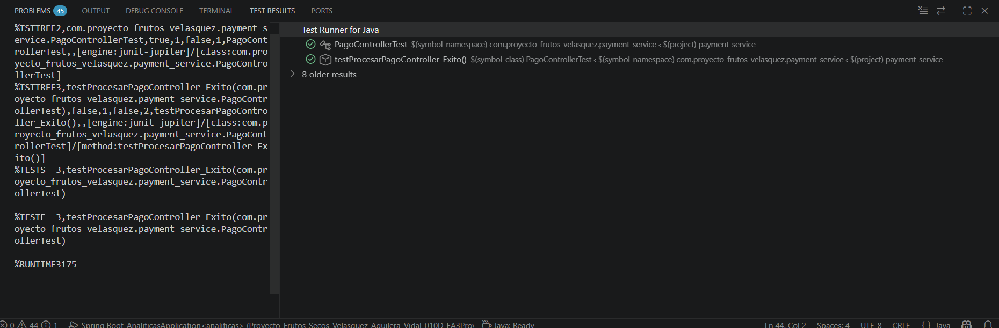 PROBLEMS 45 OUTPUT DEBUG CONSOLE TERMINAL TEST RESULTS PORTS
%TSTTREE2,com.proyecto_frutos_velasquez.payment_s
ervice.PagoControllerTest,true,1,false,1,PagoCont
rollerTest,,[engine:junit-jupiter]/[class:com.pro
yecto_frutos_velasquez.payment_service.PagoContro
llerTest]
%TSTTREE3,testProcesarPagoController_Exito(com.pr
oyecto_frutos_velasquez.payment_service.PagoContr
ollerTest),false,1,false,2,testProcesarPagoContro
ller_Exito(),,[engine:junit-jupiter]/[class:com.p
royecto_frutos_velasquez.payment_service.PagoCont
rollerTest]/[method:testProcesarPagoController_Ex
ito()]
%TESTS  3,testProcesarPagoController_Exito(com.pr
oyecto_frutos_velasquez.payment_service.PagoContr
ollerTest)
%TESTE  3,testProcesarPagoController_Exito(com.pr
oyecto_frutos_velasquez.payment_service.PagoContr
ollerTest)
%RUNTIME3175
Test Runner for Java
PagoControllerTest $(symbol-namespace) com.proyecto_frutos_velasquez.payment_service < $(project) payment-service
testProcesarPagoController_Exito() $(symbol-class) PagoControllerTest < $(symbol-namespace) com.proyecto_frutos_velasquez.payment_service < $(project) payment-service
8 older results
0 44 1 Spring Boot-AnaliticasApplication<analiticas> (Proyecto-Frutos-Secos-Velasquez-Aguilera-Vidal-010D-EA3Proy Java: Ready Ln 44, Col 2 Spaces: 4 UTF-8 CRLF { } Java